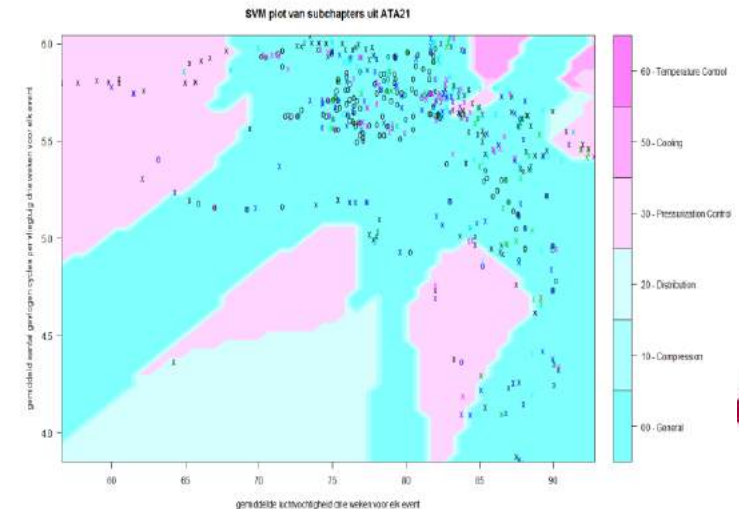 SVM plot van subchapters uit ATA21
gemiddeld aantal gevlogen cycles per vliegtuig drie weken voor elk event
6.0
5.5
5.0
4.5
4.0
60
65
70
75
80
85
90
gemiddelde luchtvochtigheid drie weken voor elk event
60 - Temperature Control
50 - Cooling
30 - Pressurization Control
20 - Distribution
10 - Compression
00 - General